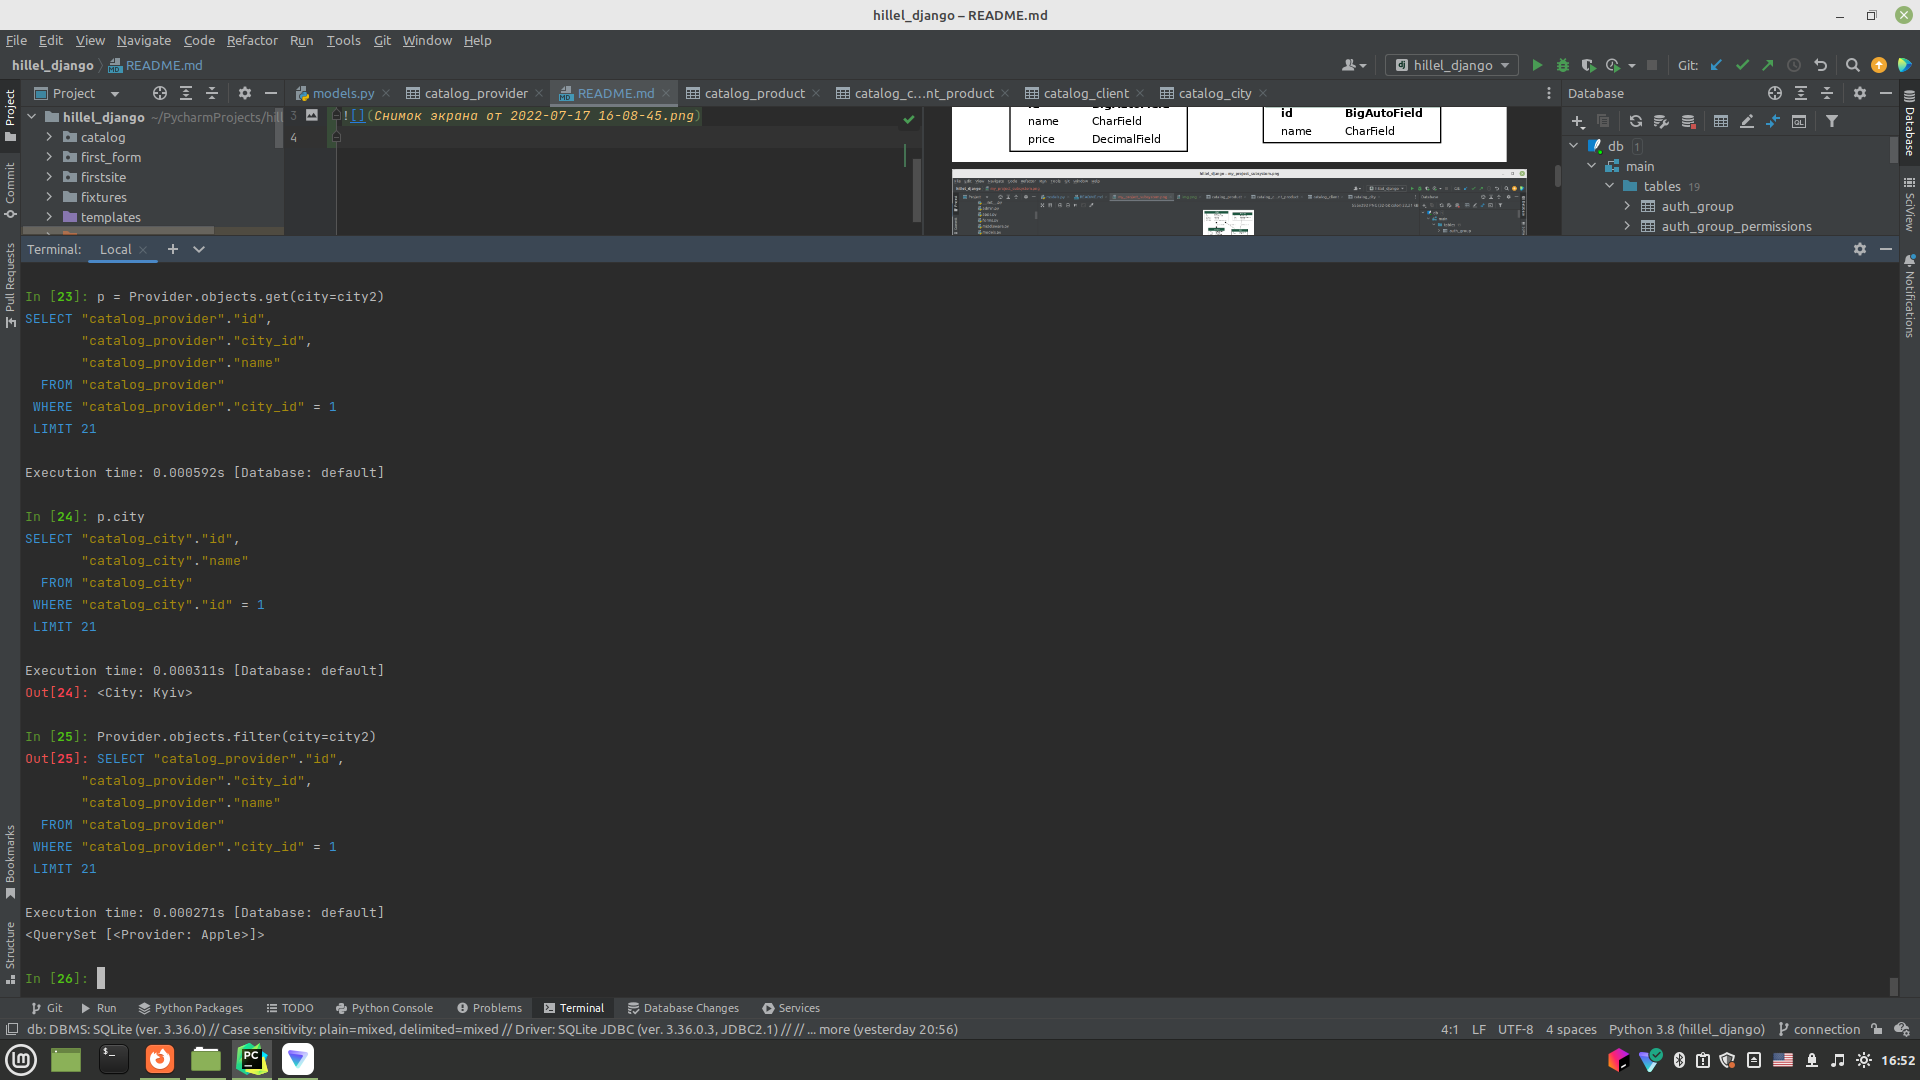 hillel_django – README.md
File Edit View Navigate Code Refactor Run Tools Git Window Help
hillel_django README.md
hillel_django Git:
Project
models.py catalog_provider README.md catalog_product catalog_c...nt_product catalog_client catalog_city
Database
hillel_django ~/PycharmProjects/hill
catalog
first_form
firstsite
fixtures
templates
3 ![](Снимок экрана от 2022-07-17 16-08-45.png)
4
name CharField
price DecimalField
id BigAutoField
name CharField
db 1
main
tables 19
auth_group
auth_group_permissions
Project
Commit
Pull Requests
Bookmarks
Structure
Database
SciView
Notifications
Terminal: Local
In [23]: p = Provider.objects.get(city=city2)
SELECT "catalog_provider"."id",
"catalog_provider"."city_id",
"catalog_provider"."name"
FROM "catalog_provider"
WHERE "catalog_provider"."city_id" = 1
LIMIT 21
Execution time: 0.000592s [Database: default]
In [24]: p.city
SELECT "catalog_city"."id",
"catalog_city"."name"
FROM "catalog_city"
WHERE "catalog_city"."id" = 1
LIMIT 21
Execution time: 0.000311s [Database: default]
Out[24]: <City: Kyiv>
In [25]: Provider.objects.filter(city=city2)
Out[25]: SELECT "catalog_provider"."id",
"catalog_provider"."city_id",
"catalog_provider"."name"
FROM "catalog_provider"
WHERE "catalog_provider"."city_id" = 1
LIMIT 21
Execution time: 0.000271s [Database: default]
<QuerySet [<Provider: Apple>]>
In [26]:
Git Run Python Packages TODO Python Console Problems Terminal Database Changes Services
db: DBMS: SQLite (ver. 3.36.0) // Case sensitivity: plain=mixed, delimited=mixed // Driver: SQLite JDBC (ver. 3.36.0.3, JDBC2.1) // // ... more (yesterday 20:56)
4:1 LF UTF-8 4 spaces Python 3.8 (hillel_django) connection
16:52